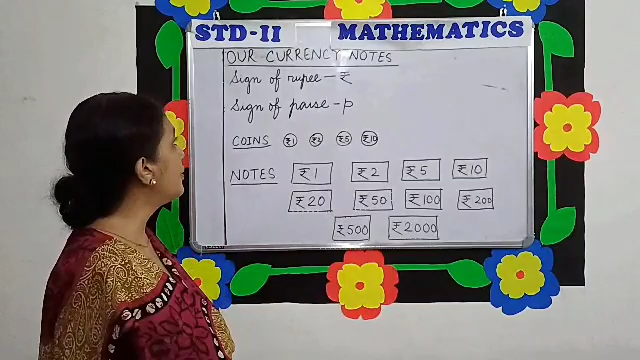 STD-II MATHEMATICS
OUR CURRENCY NOTES
Sign of rupee - ₹
Sign of paise - p
COINS ₹1 ₹2 ₹5 ₹10
NOTES ₹1 ₹2 ₹5 ₹10
₹20 ₹50 ₹100 ₹200
₹500 ₹2000